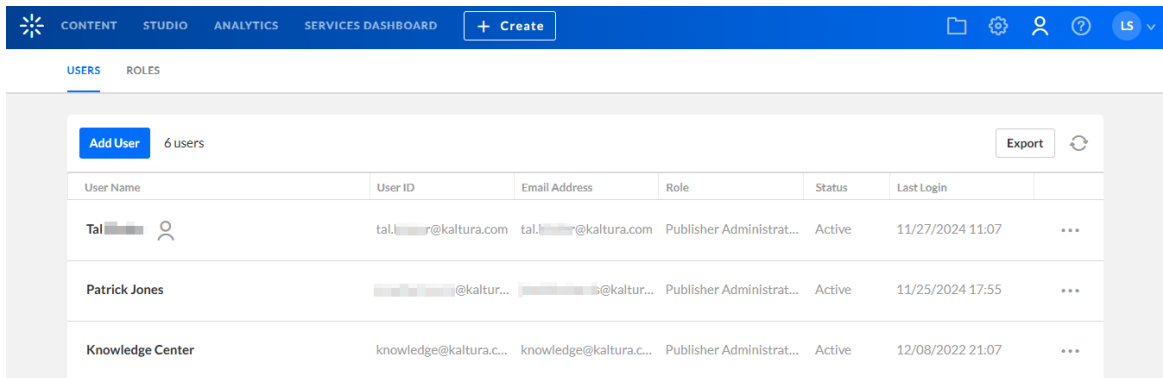 CONTENT STUDIO ANALYTICS SERVICES DASHBOARD + Create LS
USERS ROLES
Add User 6 users Export
User Name User ID Email Address Role Status Last Login
Tal tal. r@kaltura.com tal. r@kaltura.com Publisher Administrat... Active 11/27/2024 11:07
Patrick Jones @kaltur... s@kaltur... Publisher Administrat... Active 11/25/2024 17:55
Knowledge Center knowledge@kaltura.c... knowledge@kaltura.c... Publisher Administrat... Active 12/08/2022 21:07